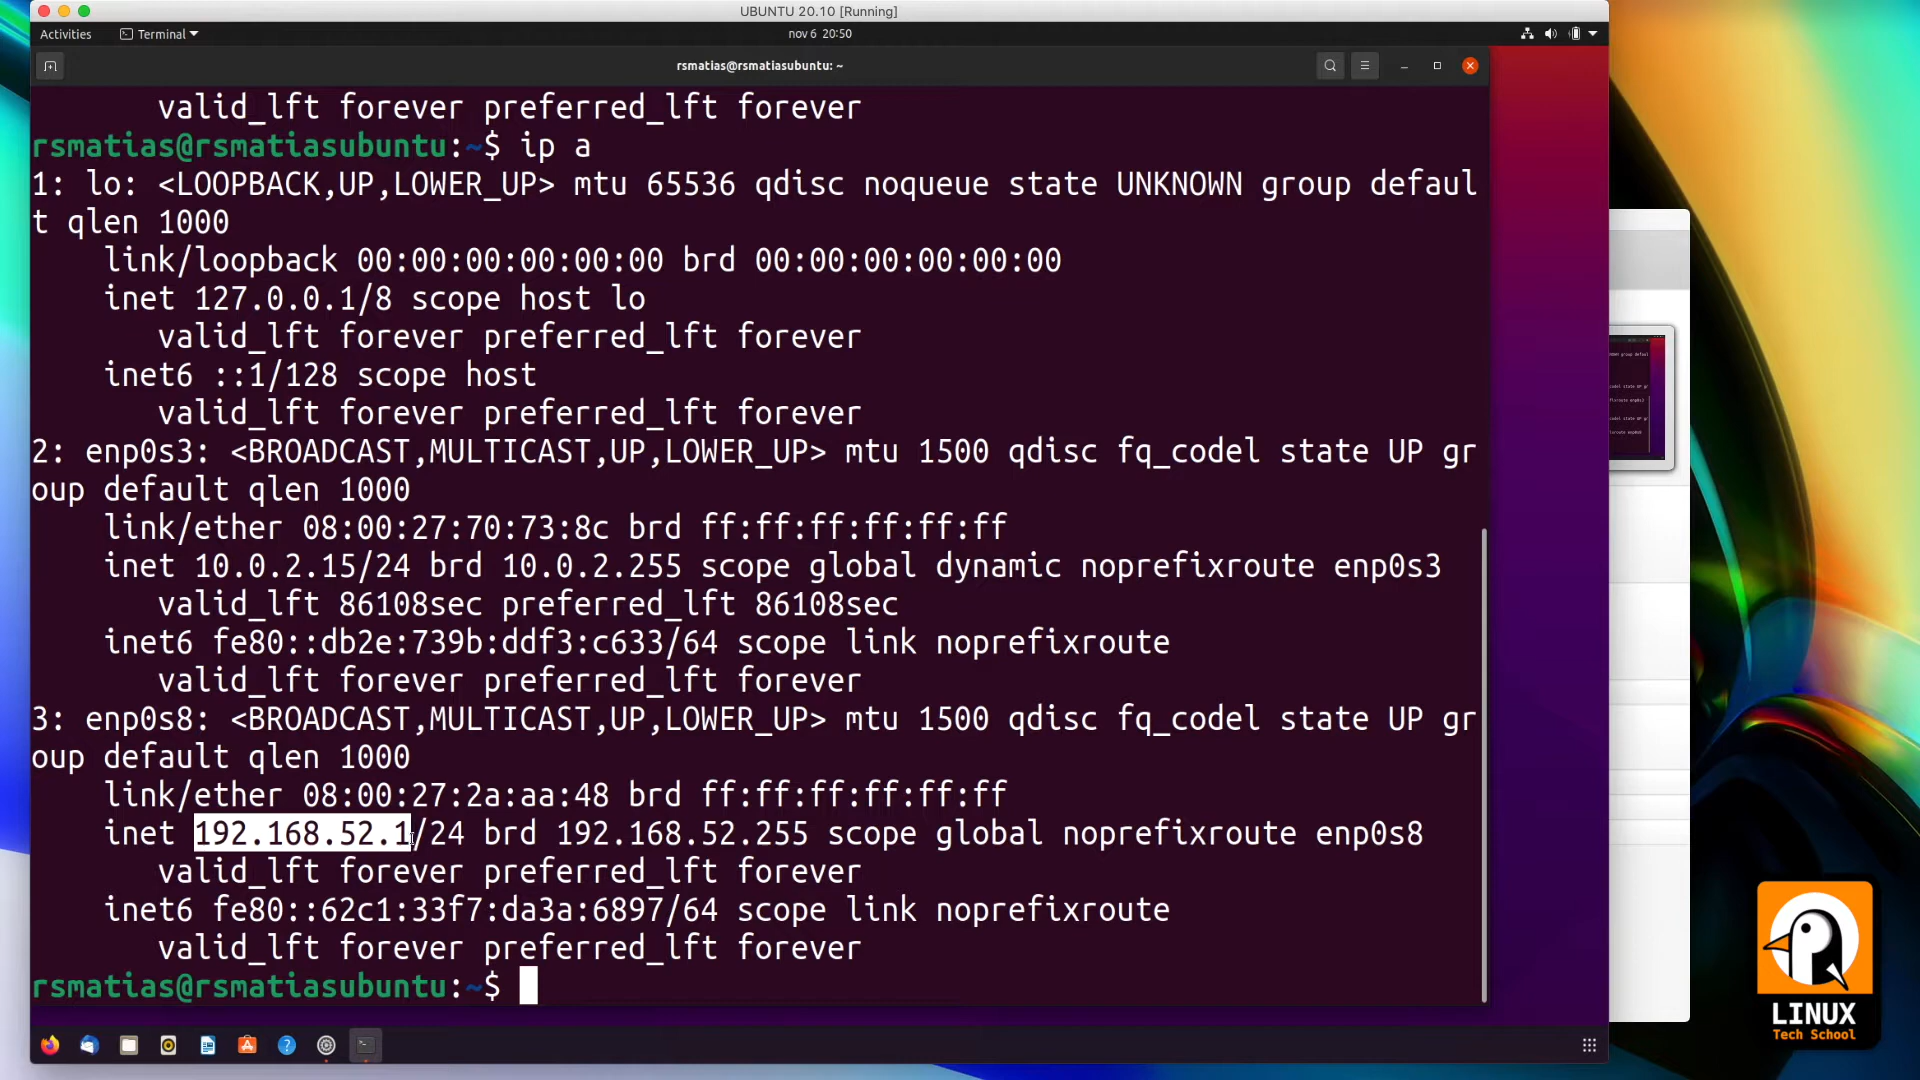 UBUNTU 20.10 [Running]
Activities
Terminal
nov 6 20:50
rsmatias@rsmatiasubuntu: ~
valid_lft forever preferred_lft forever
rsmatias@rsmatiasubuntu:~$ ip a
1: lo: <LOOPBACK,UP,LOWER_UP> mtu 65536 qdisc noqueue state UNKNOWN group defaul
t qlen 1000
link/loopback 00:00:00:00:00:00 brd 00:00:00:00:00:00
inet 127.0.0.1/8 scope host lo
valid_lft forever preferred_lft forever
inet6 ::1/128 scope host
valid_lft forever preferred_lft forever
2: enp0s3: <BROADCAST,MULTICAST,UP,LOWER_UP> mtu 1500 qdisc fq_codel state UP gr
oup default qlen 1000
link/ether 08:00:27:70:73:8c brd ff:ff:ff:ff:ff:ff
inet 10.0.2.15/24 brd 10.0.2.255 scope global dynamic noprefixroute enp0s3
valid_lft 86108sec preferred_lft 86108sec
inet6 fe80::db2e:739b:ddf3:c633/64 scope link noprefixroute
valid_lft forever preferred_lft forever
3: enp0s8: <BROADCAST,MULTICAST,UP,LOWER_UP> mtu 1500 qdisc fq_codel state UP gr
oup default qlen 1000
link/ether 08:00:27:2a:aa:48 brd ff:ff:ff:ff:ff:ff
inet 192.168.52.1/24 brd 192.168.52.255 scope global noprefixroute enp0s8
valid_lft forever preferred_lft forever
inet6 fe80::62c1:33f7:da3a:6897/64 scope link noprefixroute
valid_lft forever preferred_lft forever
rsmatias@rsmatiasubuntu:~$
LINUX
Tech School